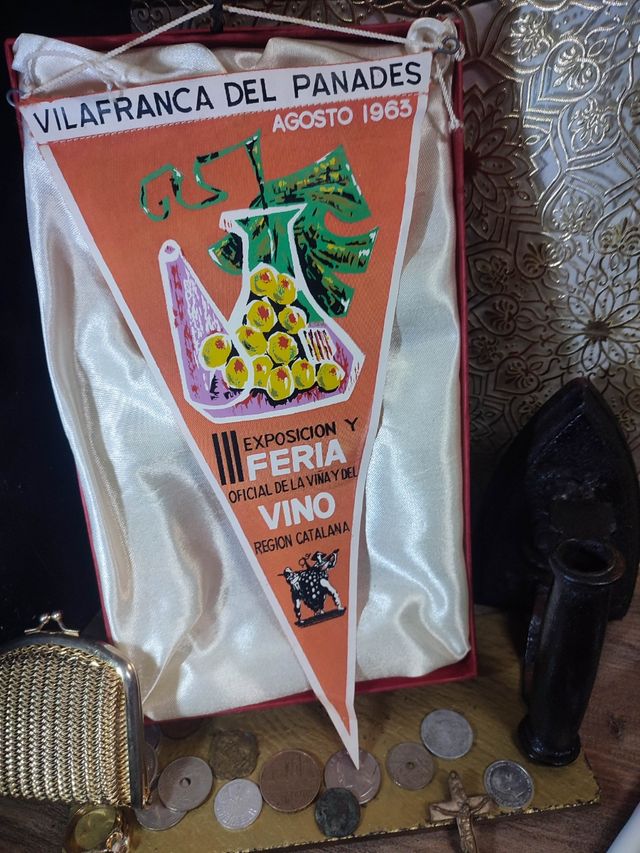 VILAFRANCA DEL PANADES
AGOSTO 1963
III EXPOSICION Y
FERIA
OFICIAL DE LA VIÑA Y DEL
VINO
REGION CATALANA